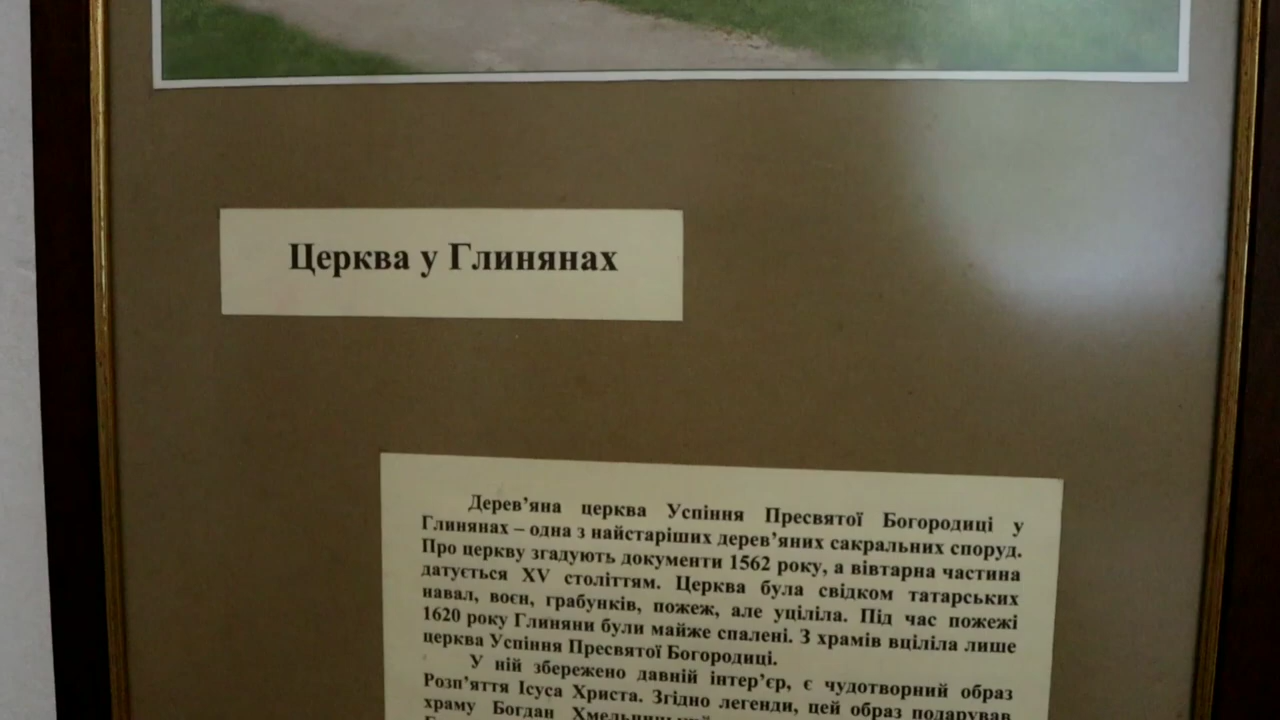 Церква у Глинянах
Дерев’яна церква Успіння Пресвятої Богородиці у
Глинянах – одна з найстаріших дерев’яних сакральних споруд.
Про церкву згадують документи 1562 року, а вівтарна частина
датується XV століттям. Церква була свідком татарських
навал, воєн, грабунків, пожеж, але уціліла. Під час пожежі
1620 року Глиняни були майже спалені. З храмів вціліла лише
церква Успіння Пресвятої Богородиці.
У ній збережено давній інтер’єр, є чудотворний образ
Розп’яття Ісуса Христа. Згідно легенди, цей образ подарував
храму Богдан